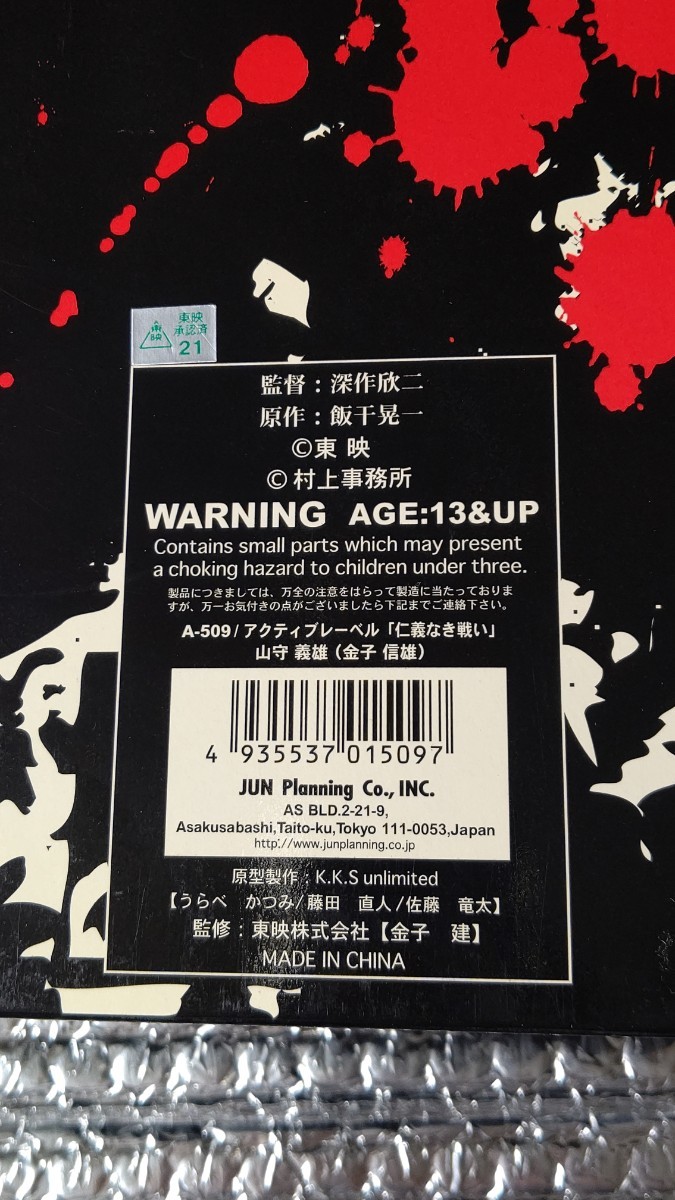 東映
東映
承認済
21
監督：深作欣二
原作：飯干晃一
©東 映
©村上事務所
WARNING AGE:13&UP
Contains small parts which may present
a choking hazard to children under three.
製品につきましては、万全の注意をはらって製造に当たっておりま
すが、万一お気付きの点がございましたら下記までご連絡下さい。
A-509/アクティブレーベル「仁義なき戦い」
山守 義雄（金子 信雄）
4 935537 015097
JUN Planning Co., INC.
AS BLD.2-21-9,
Asakusabashi,Taito-ku,Tokyo 111-0053,Japan
http://www.junplanning.co.jp
原型製作：K.K.S unlimited
【うらべ かつみ/藤田 直人/佐藤 竜太】
監修：東映株式会社【金子 建】
MADE IN CHINA